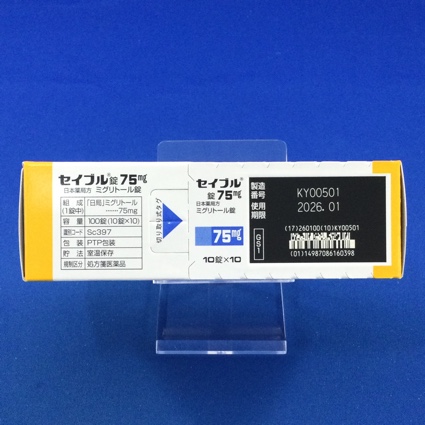 セイブル®錠75mg
日本薬局方 ミグリトール錠
組成(1錠中) 「日局」ミグリトール……75mg
容量 100錠(10錠×10)
識別コード Sc397
包装 PTP包装
貯法 室温保存
規制区分 処方箋医薬品
切り取り式タグ
セイブル®錠75mg
日本薬局方
ミグリトール錠
75mg
10錠×10
製造番号 KY00501
使用期限 2026.01
GS1
(17)260100(10)KY00501
(01)14987086160398